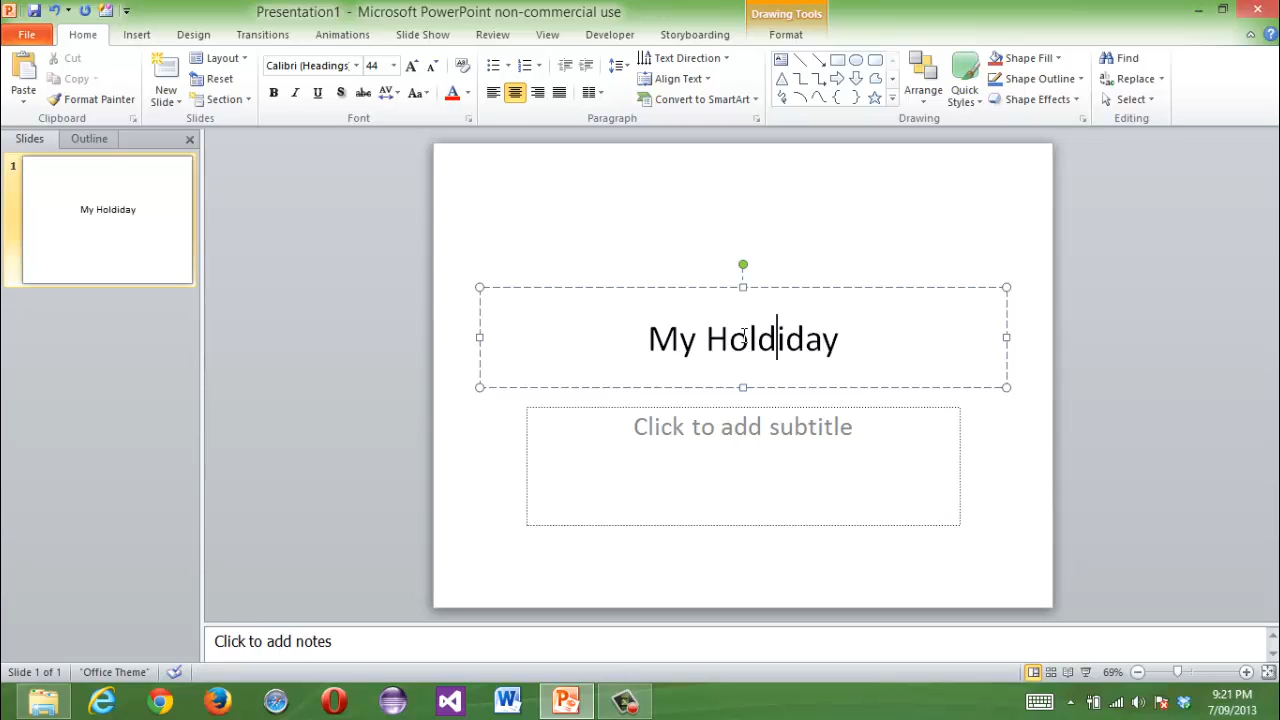 Presentation1 - Microsoft PowerPoint non-commercial use
Drawing Tools
File Home Insert Design Transitions Animations Slide Show Review View Developer Storyboarding Format
Paste
Cut
Copy
Format Painter
Clipboard
New Slide
Layout
Reset
Section
Slides
Calibri (Headings) 44
B I U S abc AV Aa A
Font
Text Direction
Align Text
Convert to SmartArt
Paragraph
Arrange
Quick Styles
Shape Fill
Shape Outline
Shape Effects
Drawing
Find
Replace
Select
Editing
Slides Outline
1
My Holdiday
My Holdiday
Click to add subtitle
Click to add notes
Slide 1 of 1 "Office Theme" 69%
9:21 PM
7/09/2013